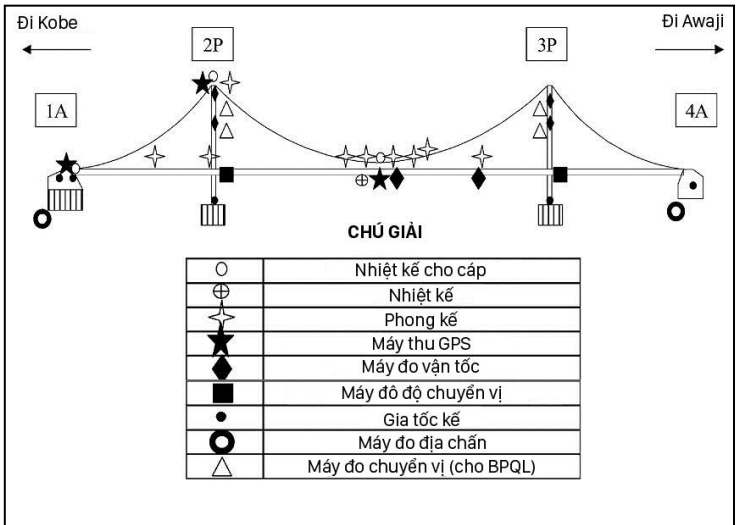 Đi Kobe
Đi Awaji
2P
3P
1A
4A
CHÚ GIẢI
Nhiệt kế cho cáp
Nhiệt kế
Phong kế
Máy thu GPS
Máy đo vận tốc
Máy đô độ chuyển vị
Gia tốc kế
Máy đo địa chấn
Máy đo chuyển vị (cho BPQL)